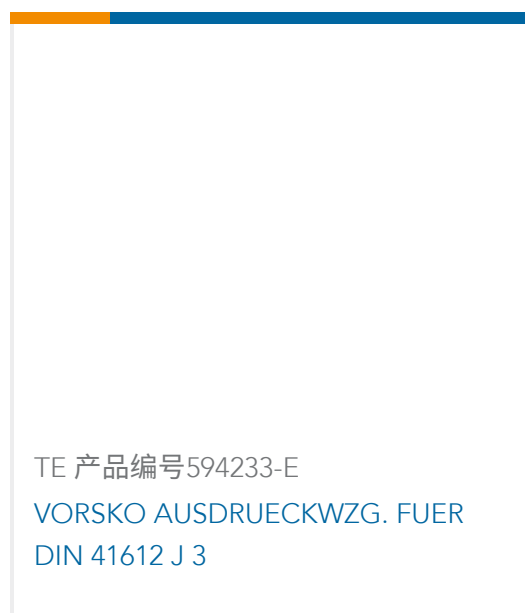 TE 产品编号594233-E
VORSKO AUSDRUECKWZG. FUER
DIN 41612 J 3